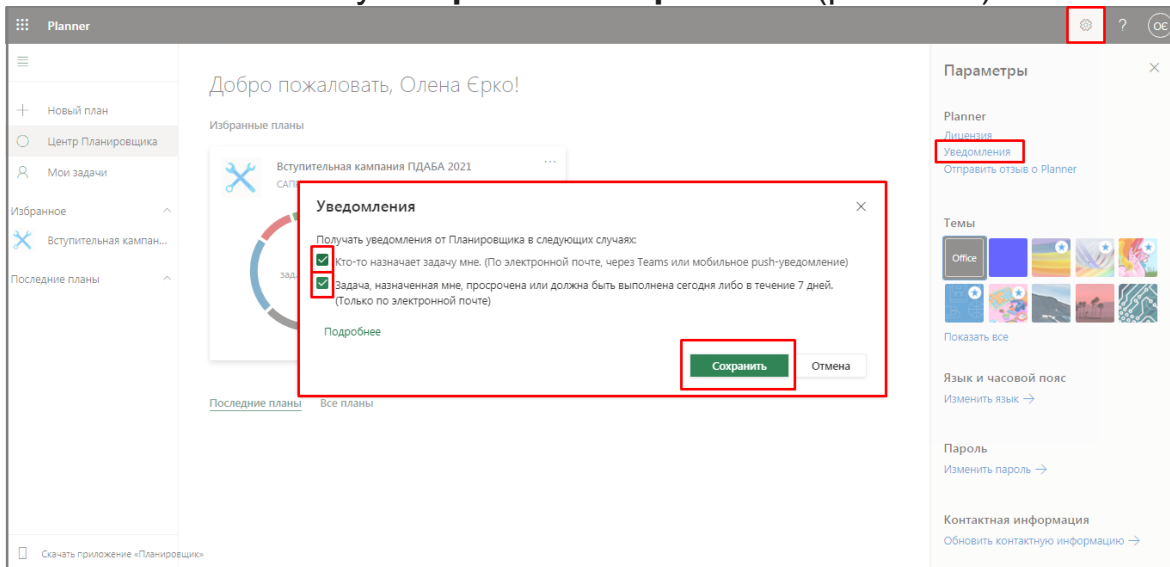 Planner
?
ОЄ
Новый план
Центр Планировщика
Мои задачи
Избранное
Вступительная кампан...
Последние планы
Скачать приложение «Планировщик»
Добро пожаловать, Олена Єрко!
Избранные планы
Вступительная кампания ПДАБА 2021
...
Уведомления
Получать уведомления от Планировщика в следующих случаях:
Кто-то назначает задачу мне. (По электронной почте, через Teams или мобильное push-уведомление)
Задача, назначенная мне, просрочена или должна быть выполнена сегодня либо в течение 7 дней.
(Только по электронной почте)
Подробнее
Сохранить
Отмена
Последние планы
Все планы
Параметры
Planner
Лицензия
Уведомления
Отправить отзыв о Planner
Темы
Office
Показать все
Язык и часовой пояс
Изменить язык →
Пароль
Изменить пароль →
Контактная информация
Обновить контактную информацию →